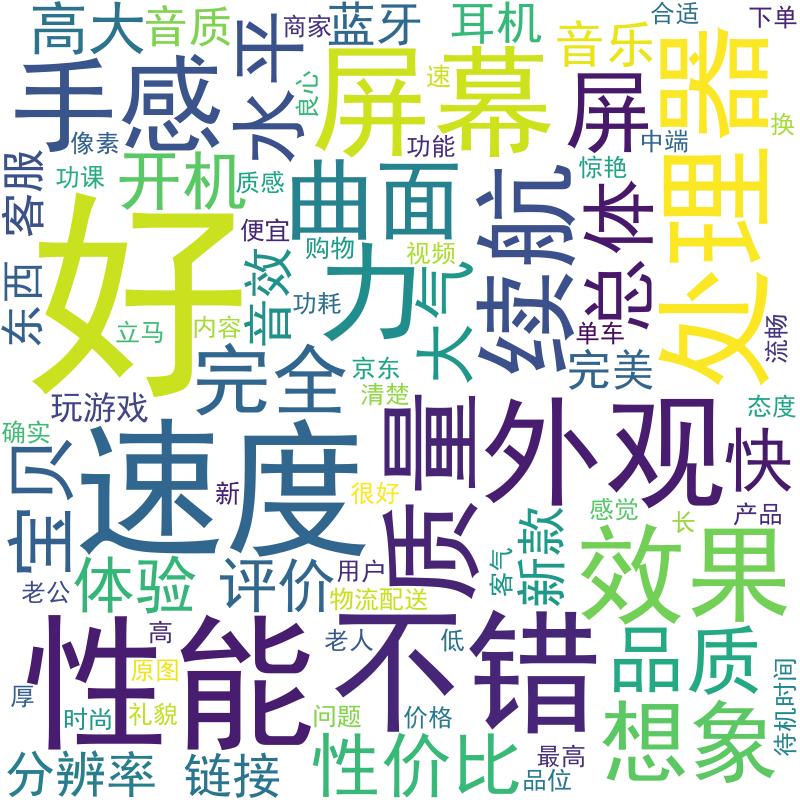 高大
音质
水平
商家
蓝牙
耳机
合适
下单
手感
像素
良心
屏幕
速
音乐
屏
处理器
换
功能
中端
客服
功课
开机
质感
曲面
续航
惊艳
总体
好
便宜
购物
视频
东西
立马
内容
音效
功耗
力
大气
单车
流畅
完全
京东
清楚
完美
玩游戏
确实
宝贝
速度
新
很好
质量
外观
态度
快
感觉
长
产品
老公
体验
评价
用户
物流配送
客气
新款
效果
性能
高
原图
礼貌
厚
时尚
老人
低
不错
品质
问题
价格
想象
待机时间
分辨率
链接
性价比
最高
品位